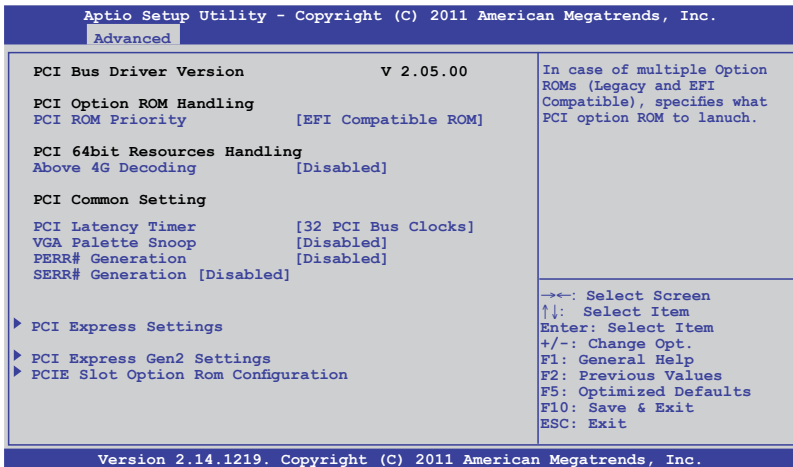 Aptio Setup Utility - Copyright (C) 2011 American Megatrends, Inc.
Advanced
PCI Bus Driver Version V 2.05.00
PCI Option ROM Handling
PCI ROM Priority [EFI Compatible ROM]
PCI 64bit Resources Handling
Above 4G Decoding [Disabled]
PCI Common Setting
PCI Latency Timer [32 PCI Bus Clocks]
VGA Palette Snoop [Disabled]
PERR# Generation [Disabled]
SERR# Generation [Disabled]
PCI Express Settings
PCI Express Gen2 Settings
PCIE Slot Option Rom Configuration
In case of multiple Option
ROMs (Legacy and EFI
Compatible), specifies what
PCI option ROM to lanuch.
→←: Select Screen
↑↓: Select Item
Enter: Select Item
+/-: Change Opt.
F1: General Help
F2: Previous Values
F5: Optimized Defaults
F10: Save & Exit
ESC: Exit
Version 2.14.1219. Copyright (C) 2011 American Megatrends, Inc.